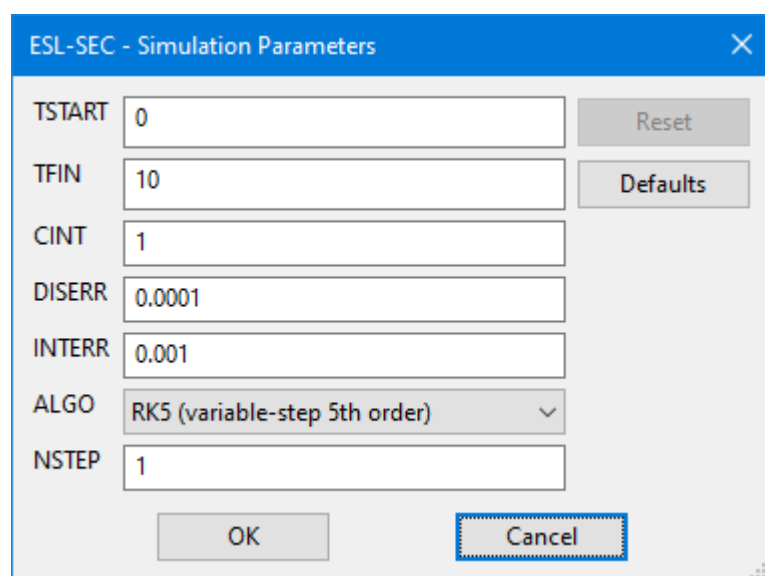 ESL-SEC - Simulation Parameters
TSTART 0 Reset
TFIN 10 Defaults
CINT 1
DISERR 0.0001
INTERR 0.001
ALGO RK5 (variable-step 5th order)
NSTEP 1
OK Cancel